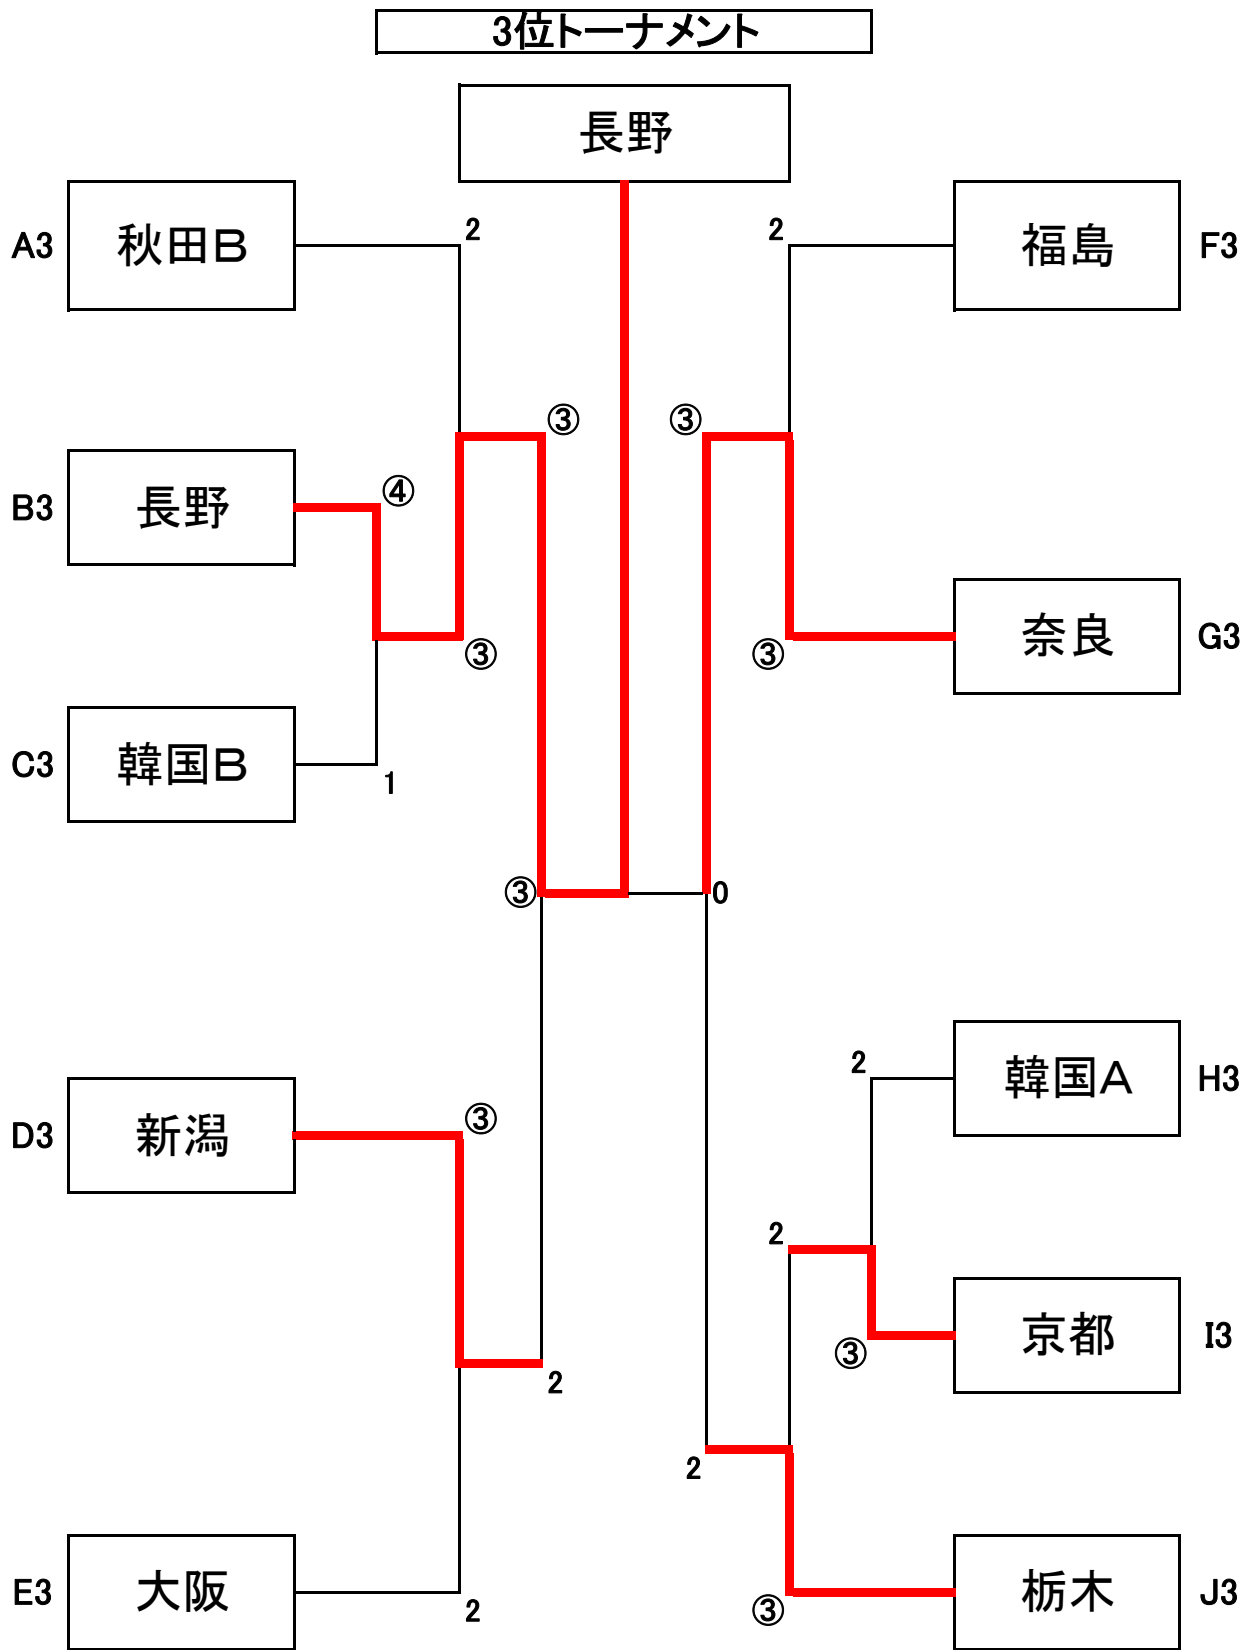 3位トーナメント
長野
A3 秋田B 2 2 福島 F3
③ ③
B3 長野 ④
③ ③ 奈良 G3
C3 韓国B 1
③ 0
2 韓国A H3
D3 新潟 ③
2
③ 京都 I3
2
2
E3 大阪 2 ③ 栃木 J3